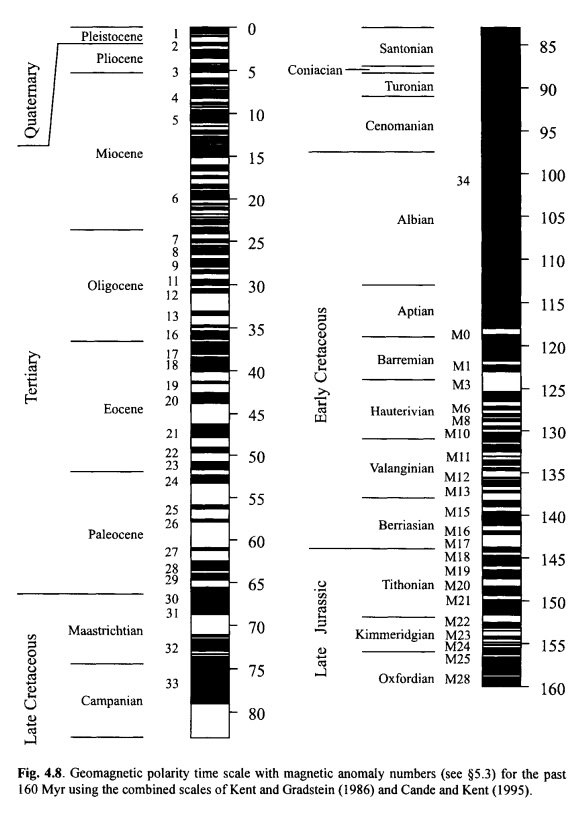 Quaternary
Tertiary
Late Cretaceous
Pleistocene
Pliocene
Miocene
Oligocene
Eocene
Paleocene
Maastrichtian
Campanian
1
2
3
4
5
6
7
8
9
11
12
13
16
17
18
19
20
21
22
23
24
25
26
27
28
29
30
31
32
33
0
5
10
15
20
25
30
35
40
45
50
55
60
65
70
75
80
Early Cretaceous
Late Jurassic
Santonian
Coniacian
Turonian
Cenomanian
Albian
Aptian
Barremian
Hauterivian
Valanginian
Berriasian
Tithonian
Kimmeridgian
Oxfordian
34
M0
M1
M3
M6
M8
M10
M11
M12
M13
M15
M16
M17
M18
M19
M20
M21
M22
M23
M24
M25
M28
85
90
95
100
105
110
115
120
125
130
135
140
145
150
155
160
Fig. 4.8. Geomagnetic polarity time scale with magnetic anomaly numbers (see §5.3) for the past
160 Myr using the combined scales of Kent and Gradstein (1986) and Cande and Kent (1995).